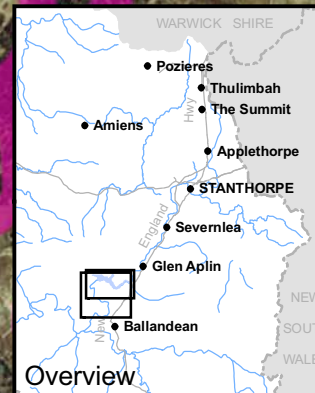 WARWICK SHIRE
Pozieres
Thulimbah
Hwy
The Summit
Amiens
Applethorpe
STANTHORPE
England
Severnlea
Glen Aplin
NEW
SOUT
WALE
New
Ballandean
Overview